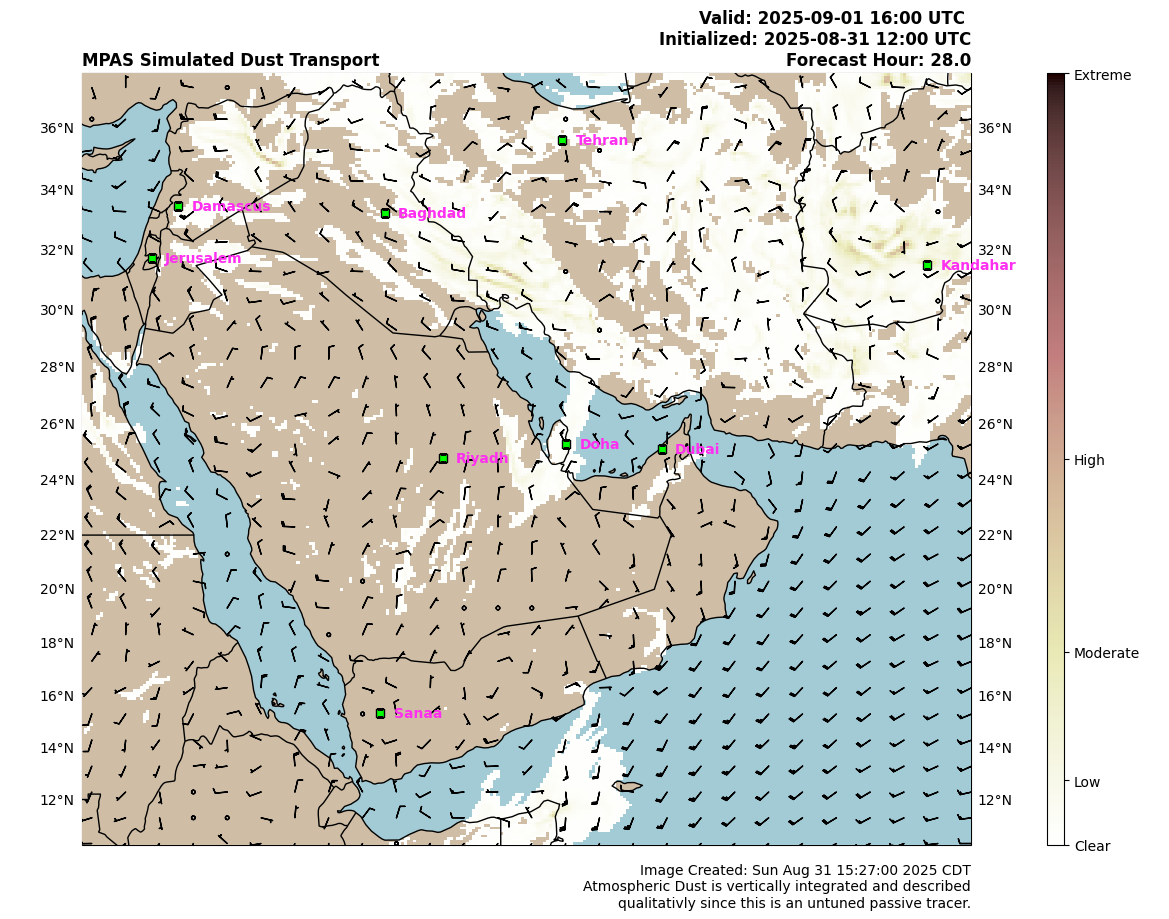 Valid: 2025-09-01 16:00 UTC
Initialized: 2025-08-31 12:00 UTC
MPAS Simulated Dust Transport
Forecast Hour: 28.0
Extreme
36°N
36°N
Tehran
34°N
34°N
Damascus
Baghdad
32°N
32°N
Jerusalem
Kandahar
30°N
30°N
28°N
28°N
26°N
26°N
Doha
Dubai
Riyadh
High
24°N
24°N
22°N
22°N
20°N
20°N
18°N
18°N
Moderate
16°N
16°N
Sanaa
14°N
14°N
Low
12°N
12°N
Clear
Image Created: Sun Aug 31 15:27:00 2025 CDT
Atmospheric Dust is vertically integrated and described
qualitativly since this is an untuned passive tracer.